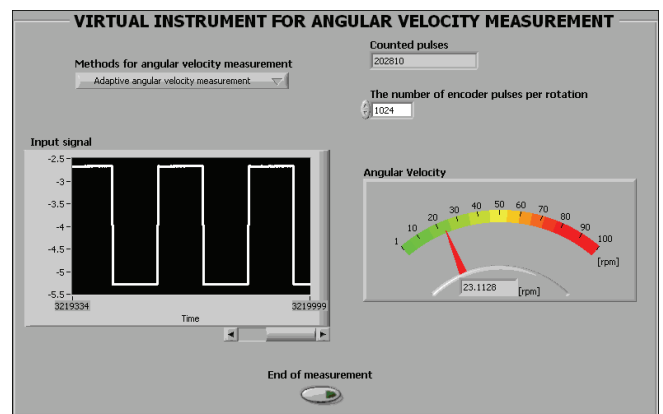 VIRTUAL INSTRUMENT FOR ANGULAR VELOCITY MEASUREMENT
Methods for angular velocity measurement
Adaptive angular velocity measurement
Counted pulses
202810
The number of encoder pulses per rotation
1024
Input signal
-2.5
-3
-3.5
-4
-4.5
-5
-5.5
3219334
3219999
Time
Angular Velocity
1
10
20
30
40
50
60
70
80
90
100
[rpm]
23.1128
[rpm]
End of measurement